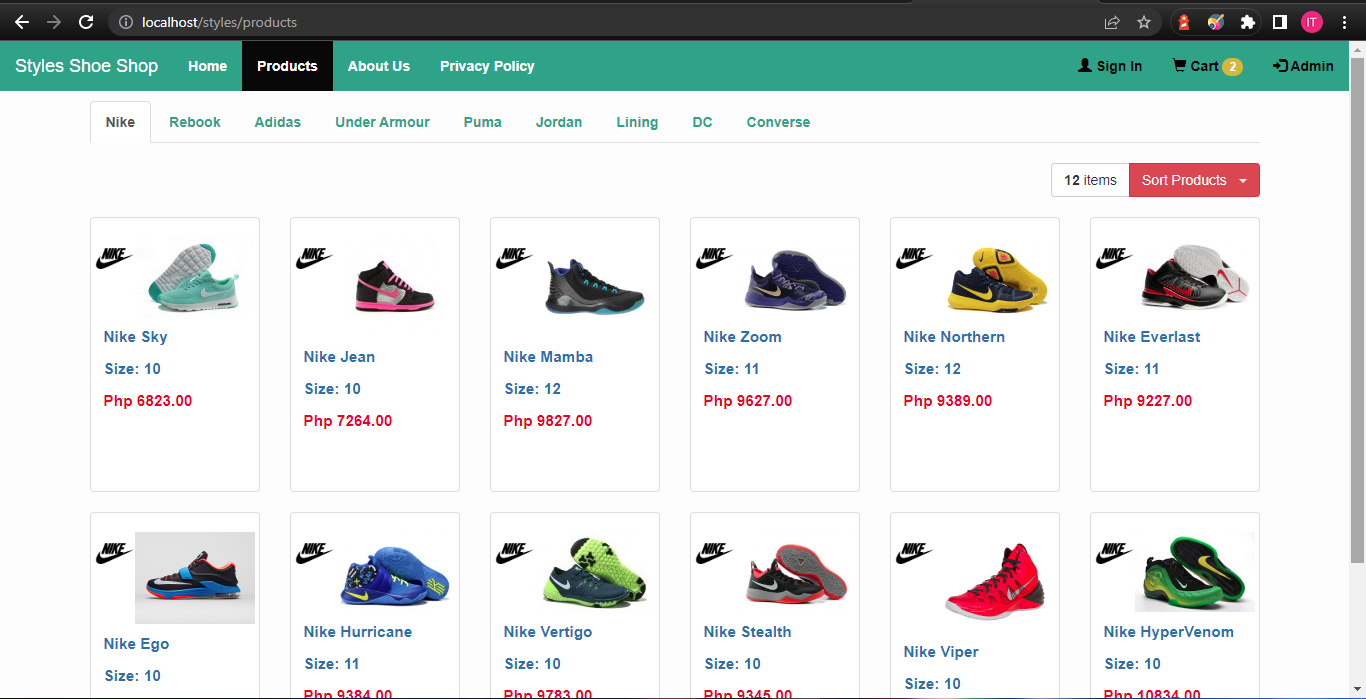 localhost/styles/products
IT
Styles Shoe Shop Home Products About Us Privacy Policy Sign In Cart 2 Admin
Nike Rebook Adidas Under Armour Puma Jordan Lining DC Converse
12 items Sort Products
NIKE NIKE NIKE NIKE NIKE NIKE
Nike Sky Nike Jean Nike Mamba Nike Zoom Nike Northern Nike Everlast
Size: 10 Size: 10 Size: 12 Size: 11 Size: 12 Size: 11
Php 6823.00 Php 7264.00 Php 9827.00 Php 9627.00 Php 9389.00 Php 9227.00
NIKE NIKE NIKE NIKE NIKE NIKE
Nike Ego Nike Hurricane Nike Vertigo Nike Stealth Nike Viper Nike HyperVenom
Size: 10 Size: 11 Size: 10 Size: 10 Size: 10 Size: 10
Php 9384.00 Php 9783.00 Php 9345.00 Php 10834.00